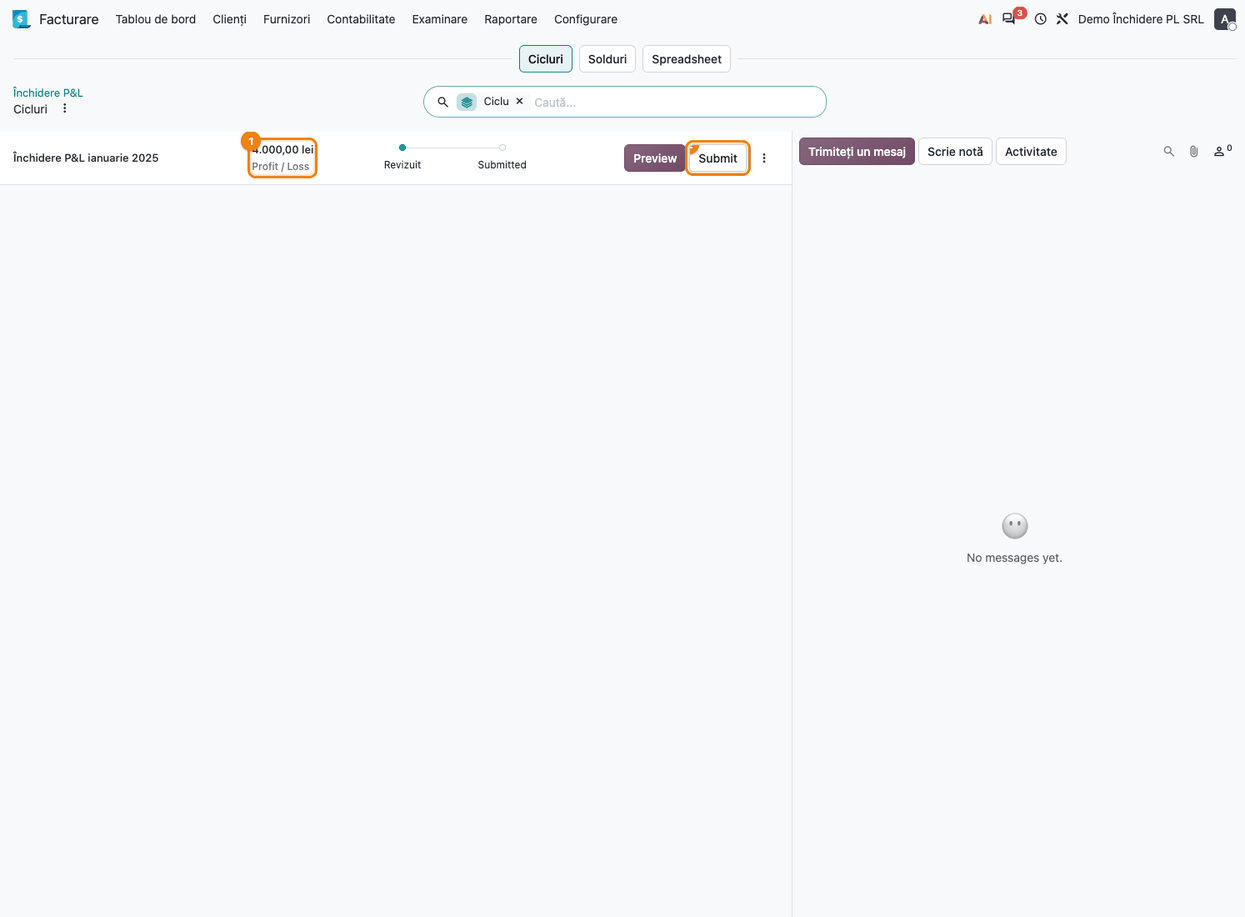 Facturare Tablou de bord Clienți Furnizori Contabilitate Examinare Raportare Configurare AI 3 Demo Închidere PL SRL A
Cicluri Solduri Spreadsheet
Închidere P&L
Cicluri
Ciclu Caută...
1
Închidere P&L ianuarie 2025
4.000,00 lei
Profit / Loss
Revizuit
Submitted
Preview Submit
Trimiteți un mesaj Scrie notă Activitate 0
No messages yet.